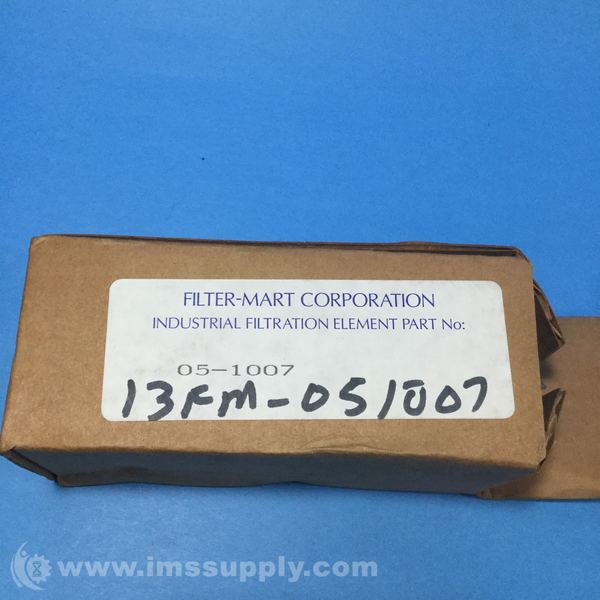 FILTER-MART CORPORATION
INDUSTRIAL FILTRATION ELEMENT PART No:
05-1007
13FM-051007
www.imssupply.com